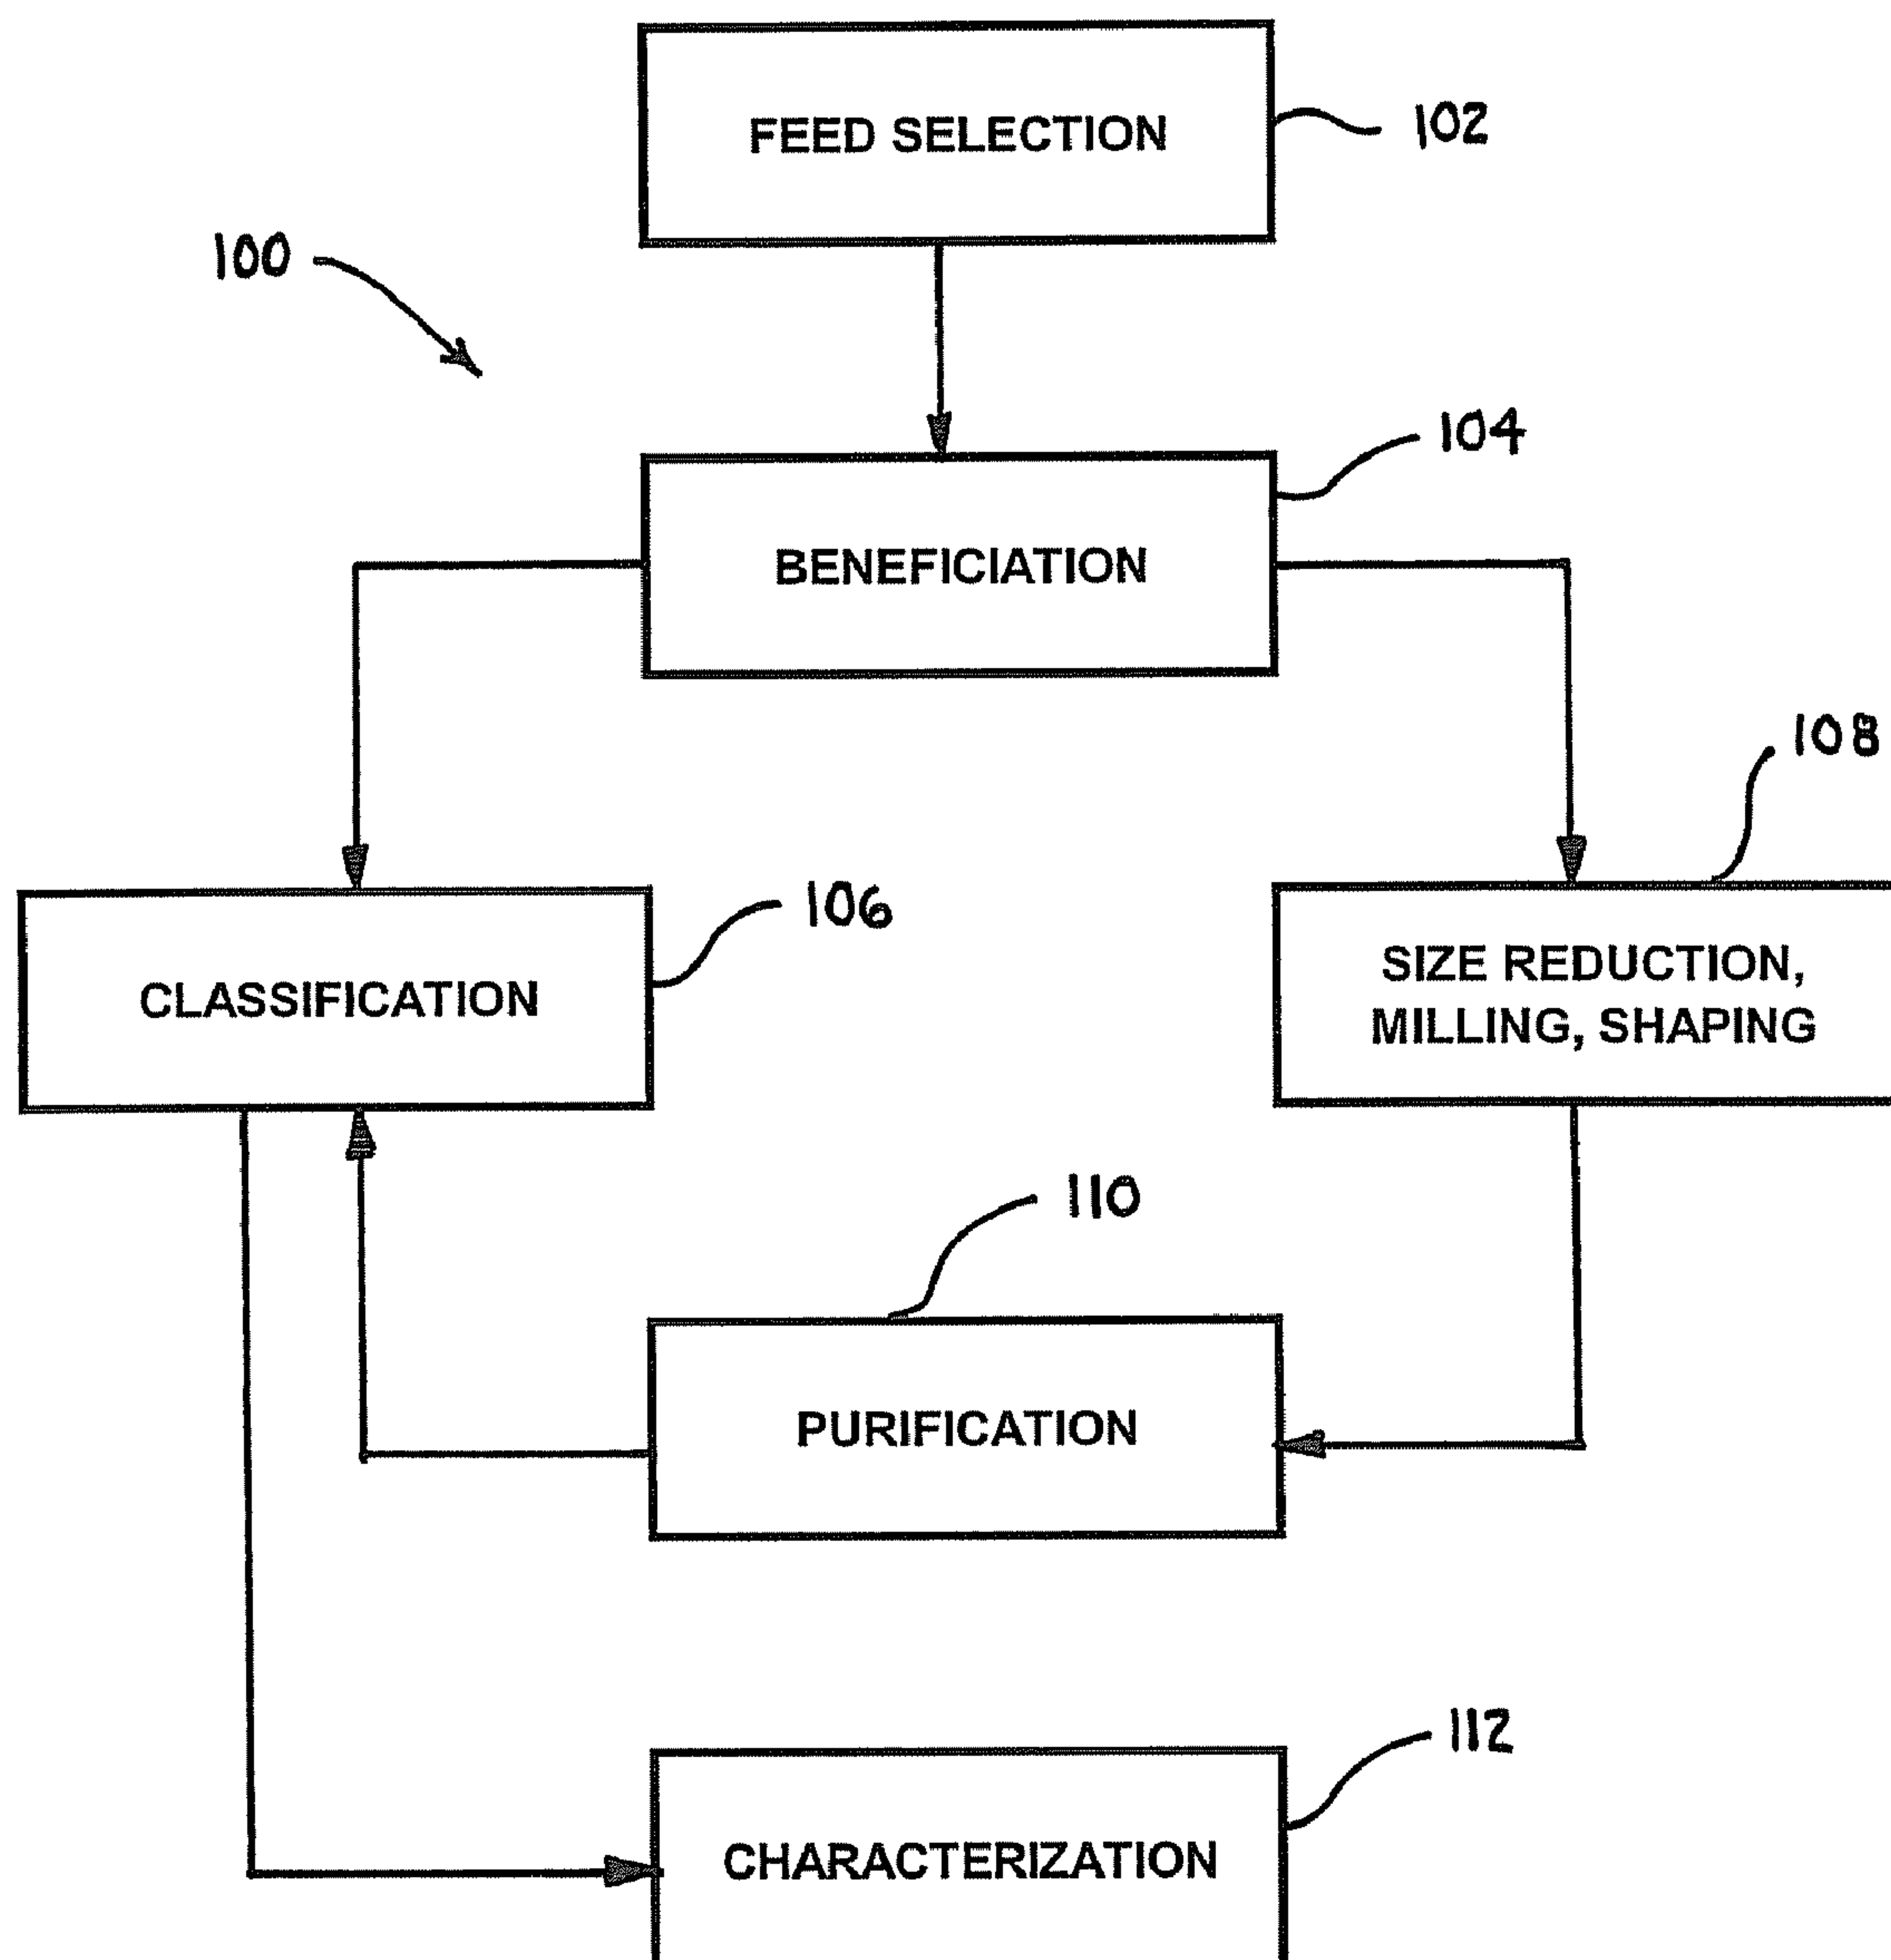 FEED SELECTION
102
100
104
BENEFICIATION
108
106
CLASSIFICATION
SIZE REDUCTION,
MILLING, SHAPING
110
PURIFICATION
112
CHARACTERIZATION